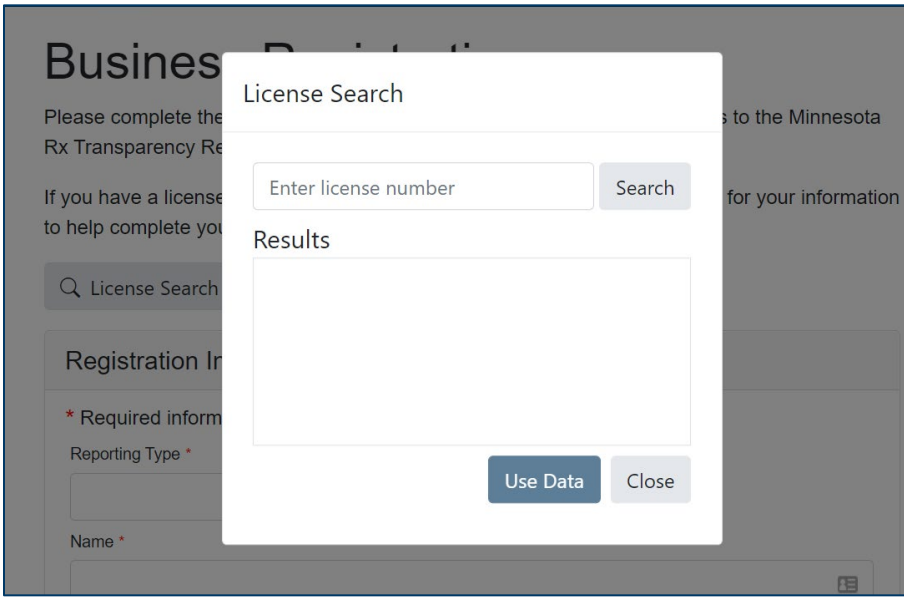 Business
License Search
Please complete the s to the Minnesota
Rx Transparency Re
Enter license number Search
If you have a license for your information
to help complete you
Results
License Search
Registration In
* Required inform
Reporting Type *
Use Data Close
Name *